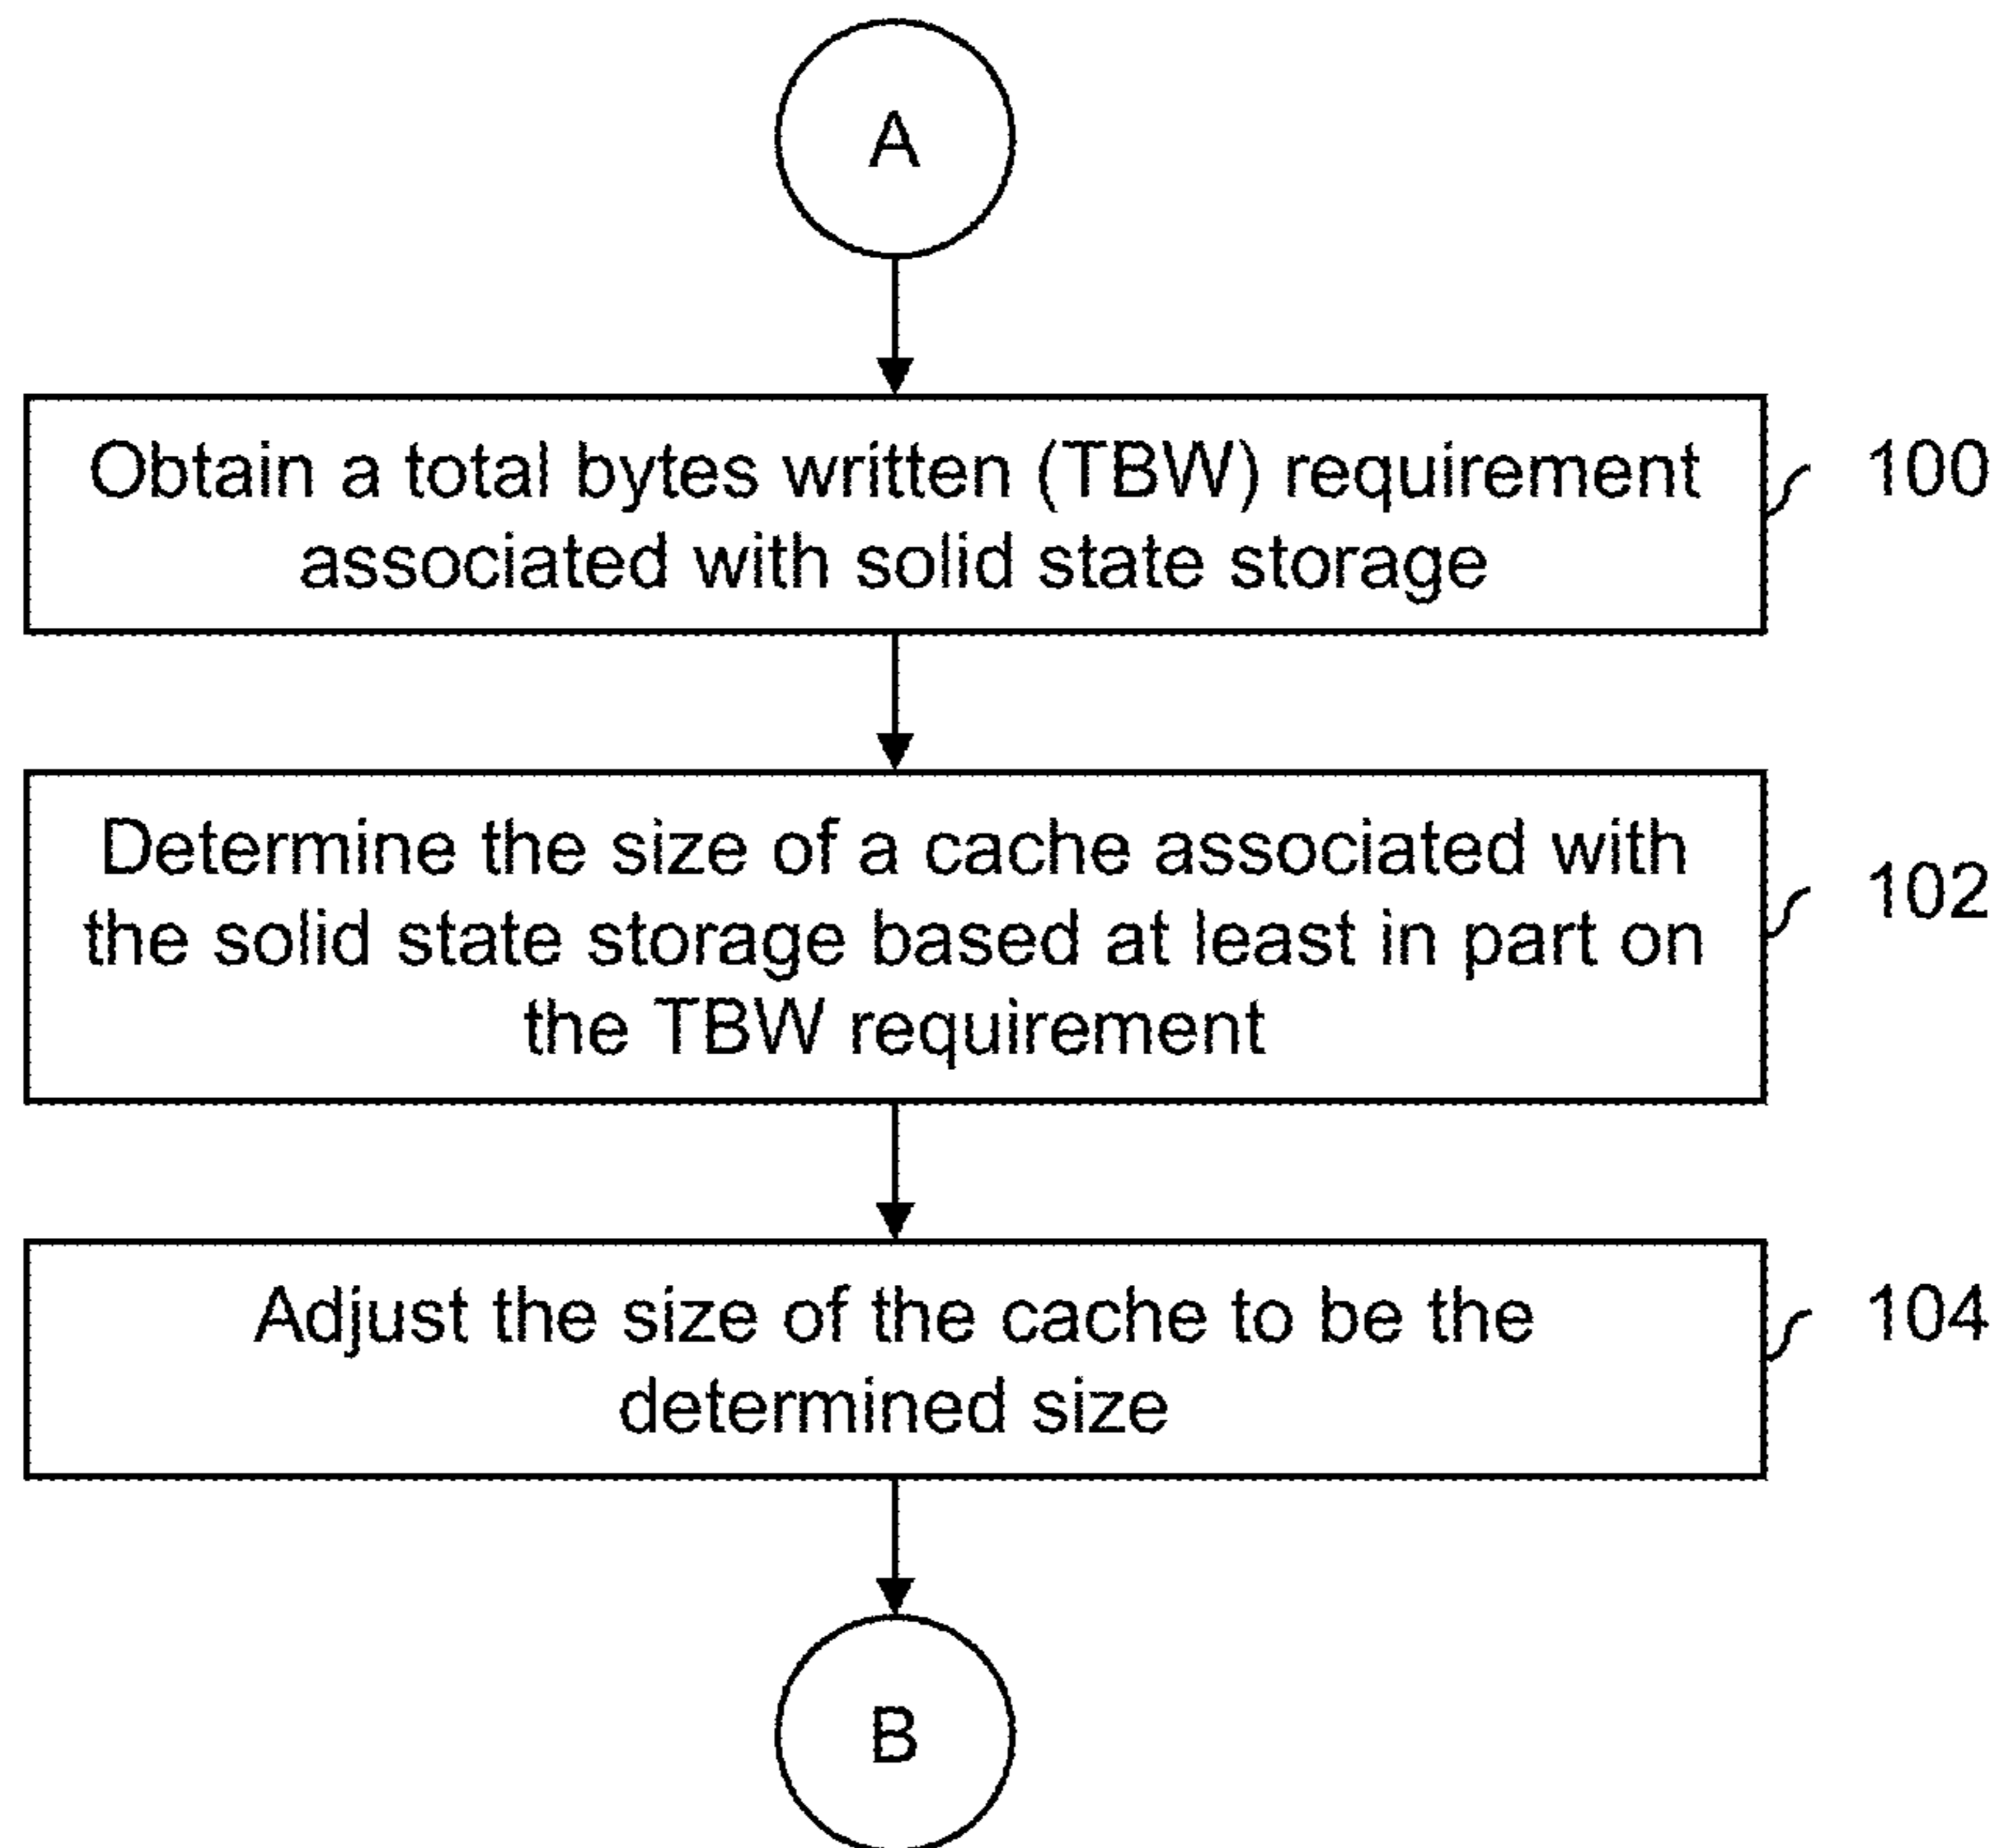 A
Obtain a total bytes written (TBW) requirement
associated with solid state storage
100
Determine the size of a cache associated with
the solid state storage based at least in part on
the TBW requirement
102
Adjust the size of the cache to be the
determined size
104
B